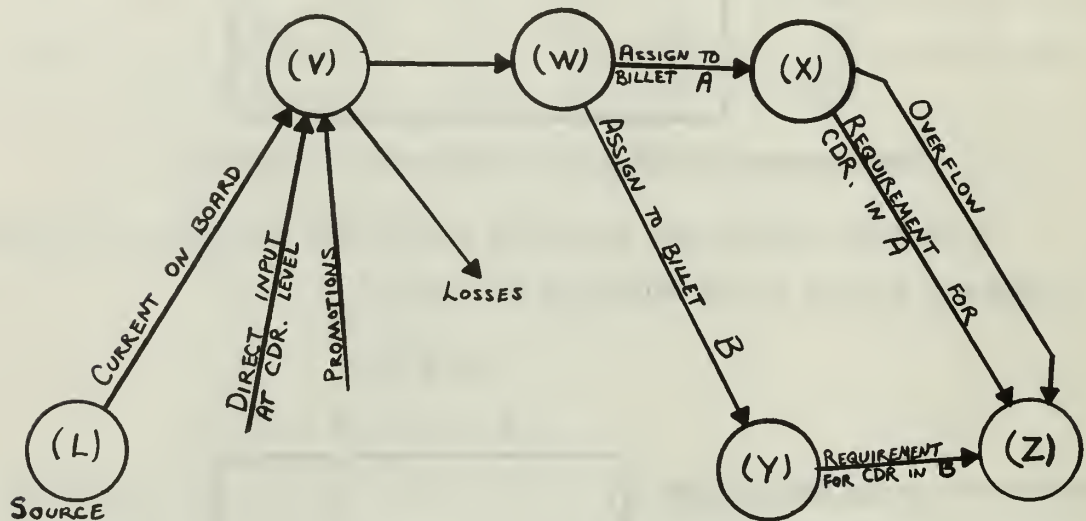 (V)
(W)
ASSIGN TO
BILLET A
(X)
OVERFLOW
REQUIREMENT FOR
CDR. IN A
ASSIGN TO BILLET B
CURRENT ON BOARD
DIRECT INPUT
AT CDR. LEVEL
PROMOTIONS
LOSSES
(L)
SOURCE
(Y)
REQUIREMENT
FOR CDR IN B
(Z)